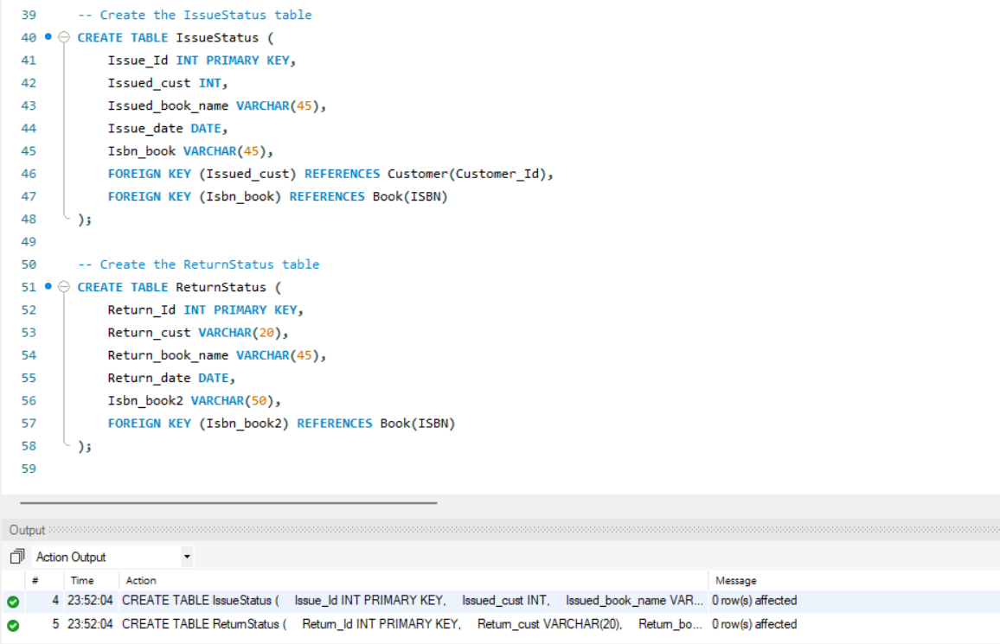 39 -- Create the IssueStatus table
40 CREATE TABLE IssueStatus (
41 Issue_Id INT PRIMARY KEY,
42 Issued_cust INT,
43 Issued_book_name VARCHAR(45),
44 Issue_date DATE,
45 Isbn_book VARCHAR(45),
46 FOREIGN KEY (Issued_cust) REFERENCES Customer(Customer_Id),
47 FOREIGN KEY (Isbn_book) REFERENCES Book(ISBN)
48 );
49
50 -- Create the ReturnStatus table
51 CREATE TABLE ReturnStatus (
52 Return_Id INT PRIMARY KEY,
53 Return_cust VARCHAR(20),
54 Return_book_name VARCHAR(45),
55 Return_date DATE,
56 Isbn_book2 VARCHAR(50),
57 FOREIGN KEY (Isbn_book2) REFERENCES Book(ISBN)
58 );
59
Output
Action Output
# Time Action Message
4 23:52:04 CREATE TABLE IssueStatus ( Issue_Id INT PRIMARY KEY, Issued_cust INT, Issued_book_name VAR... 0 row(s) affected
5 23:52:04 CREATE TABLE ReturnStatus ( Return_Id INT PRIMARY KEY, Return_cust VARCHAR(20), Return_bo... 0 row(s) affected